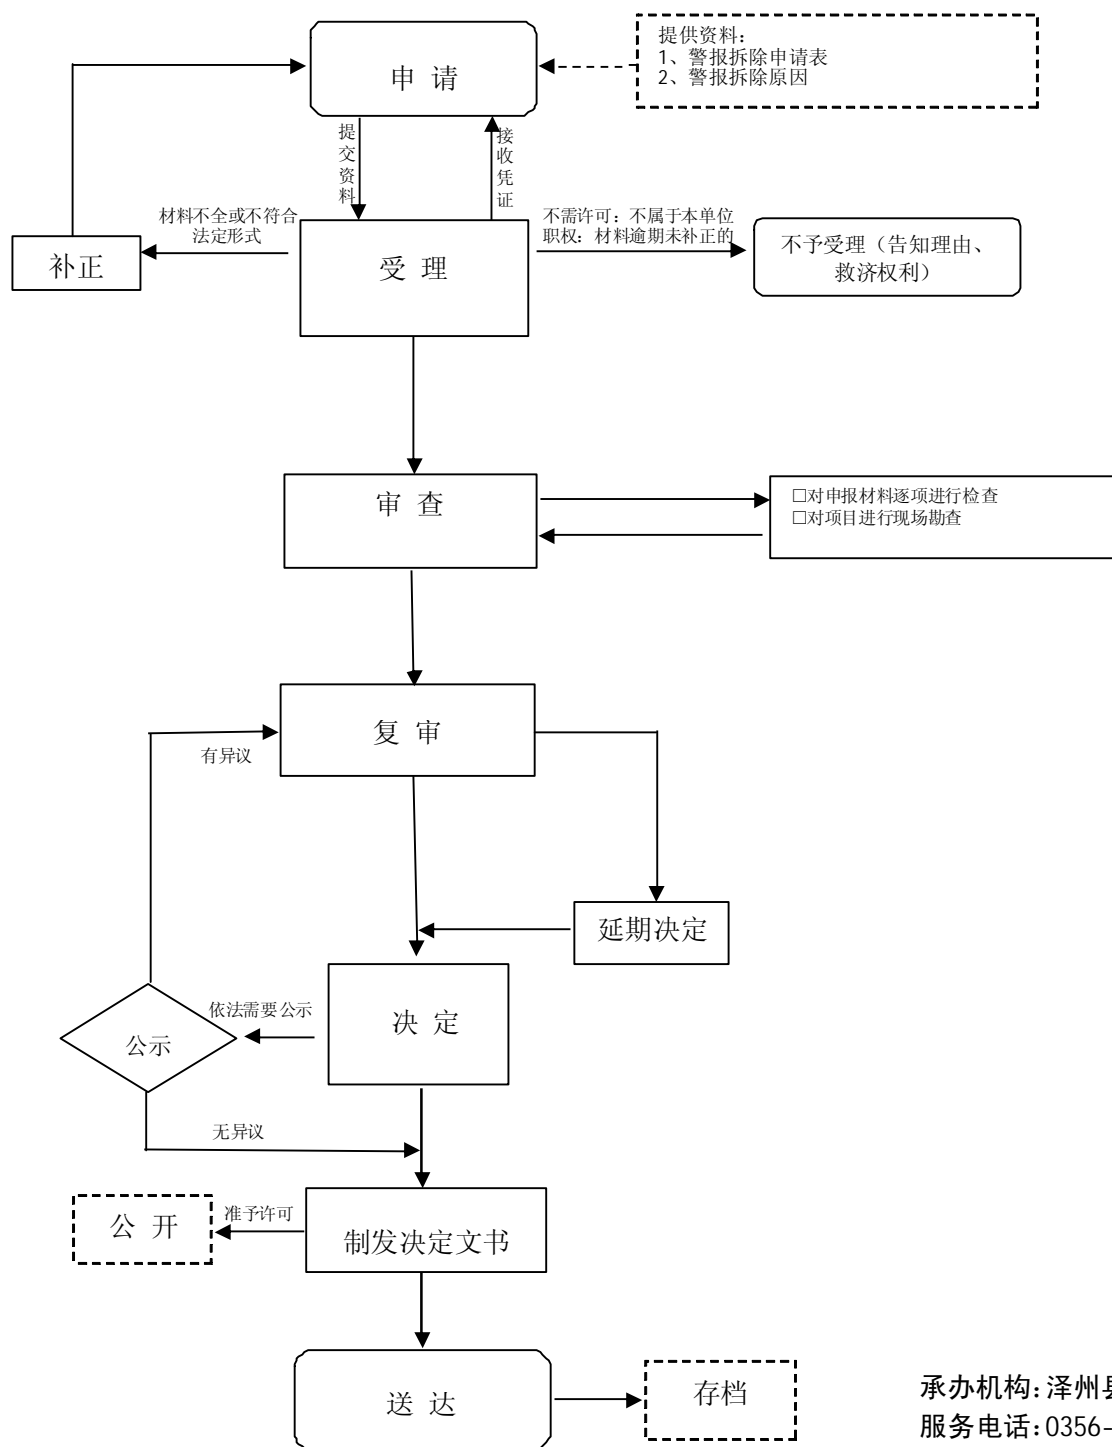 提供资料：
1、警报拆除申请表
2、警报拆除原因
申 请
提交资料
接收凭证
材料不全或不符合
法定形式
不需许可：不属于本单位
职权：材料逾期未补正的
补正
受 理
不予受理（告知理由、
救济权利）
审 查
□对申报材料逐项进行检查
□对项目进行现场勘查
复 审
有异议
延期决定
决 定
依法需要公示
公示
无异议
公 开
准予许可
制发决定文书
送 达
存档
承办机构：泽州县
服务电话：0356-